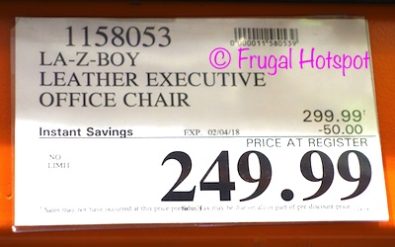 1158053
© Frugal Hotspot
LA-Z-BOY
LEATHER EXECUTIVE
OFFICE CHAIR
299.99
Instant Savings EXP. 02/04/18 -50.00
PRICE AT REGISTER
NO
LIMIT
249.99